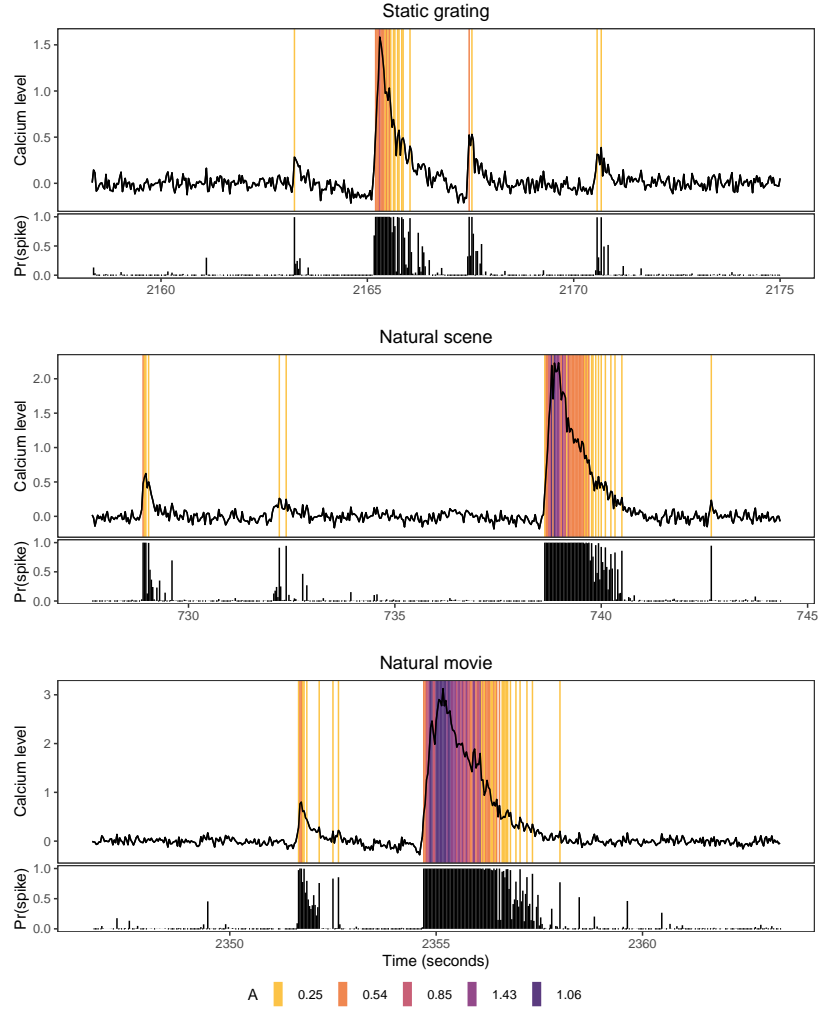 Static grating
Calcium level
1.5
1.0
0.5
0.0
Pr(spike)
1.0
0.5
0.0
2160 2165 2170 2175
Natural scene
Calcium level
2.0
1.5
1.0
0.5
0.0
Pr(spike)
1.0
0.5
0.0
730 735 740 745
Natural movie
Calcium level
3
2
1
0
Pr(spike)
1.0
0.5
0.0
2350 2355 2360
Time (seconds)
A 0.25 0.54 0.85 1.43 1.06